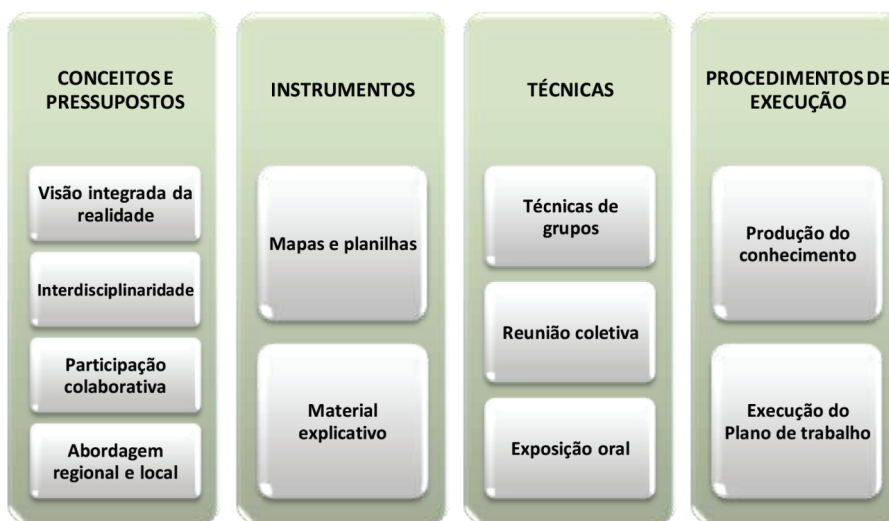 CONCEITOS E
PRESSUPOSTOS
Visão integrada da
realidade
Interdisciplinaridade
Participação
colaborativa
Abordagem
regional e local
INSTRUMENTOS
Mapas e planilhas
Material
explicativo
TÉCNICAS
Técnicas de
grupos
Reunião coletiva
Exposição oral
PROCEDIMENTOS DE
EXECUÇÃO
Produção do
conhecimento
Execução do
Plano de trabalho